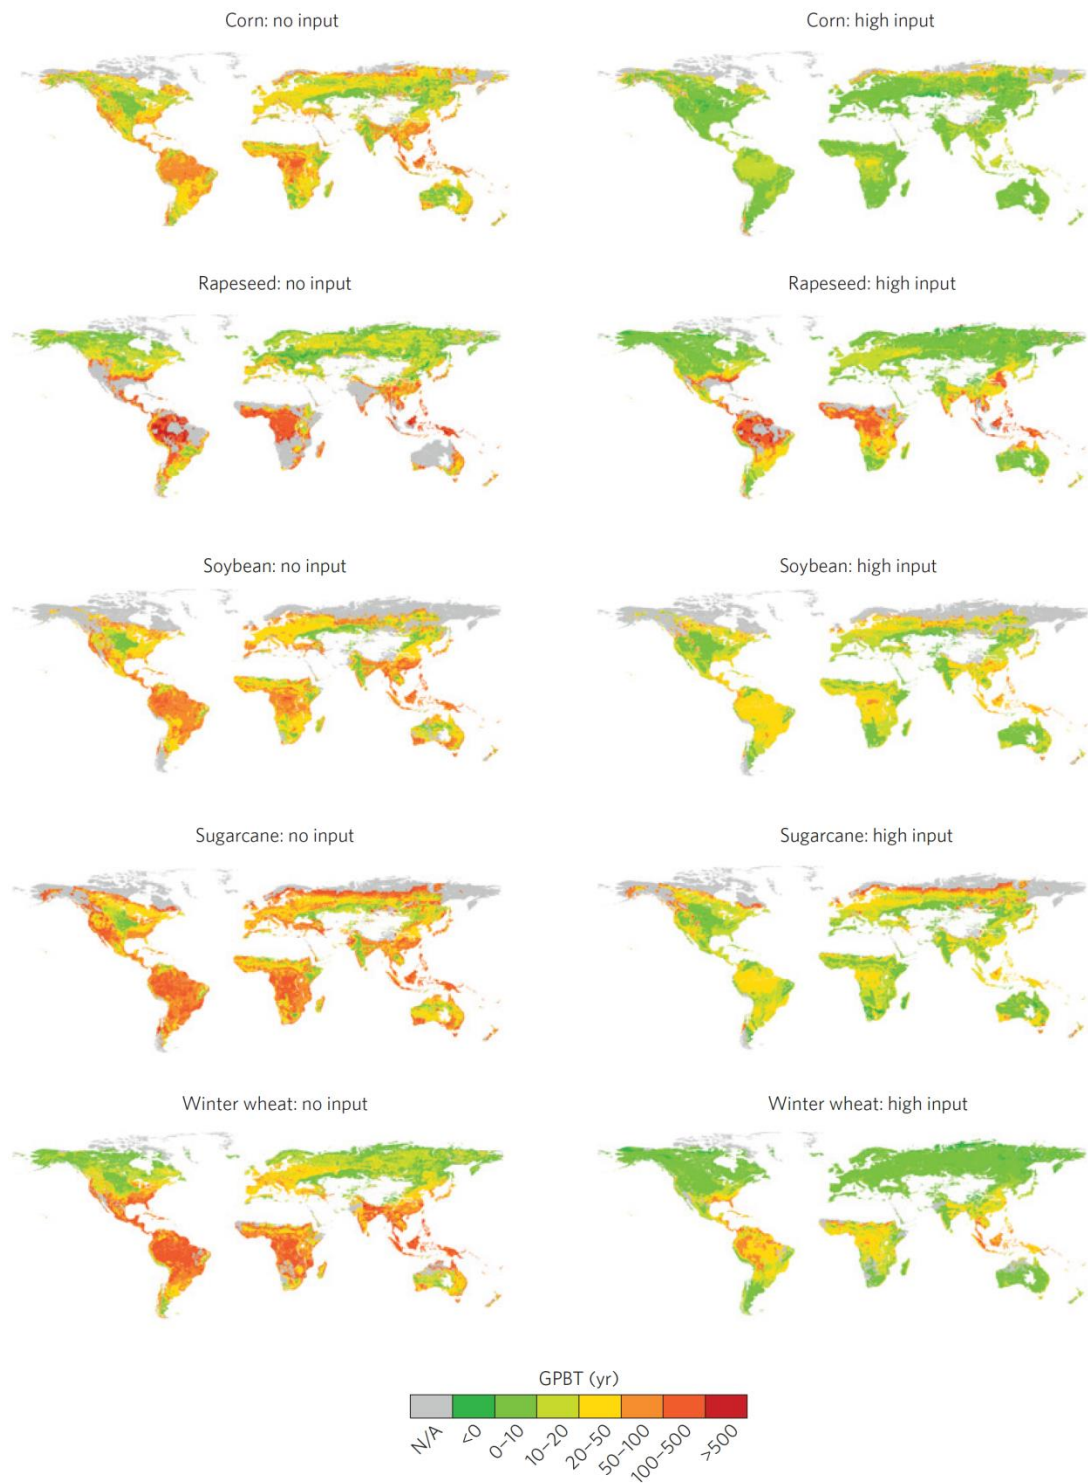 Corn: no input
Corn: high input
Rapeseed: no input
Rapeseed: high input
Soybean: no input
Soybean: high input
Sugarcane: no input
Sugarcane: high input
Winter wheat: no input
Winter wheat: high input
GPBT (yr)
N/A
<0
0–10
10–20
20–50
50–100
100–500
>500